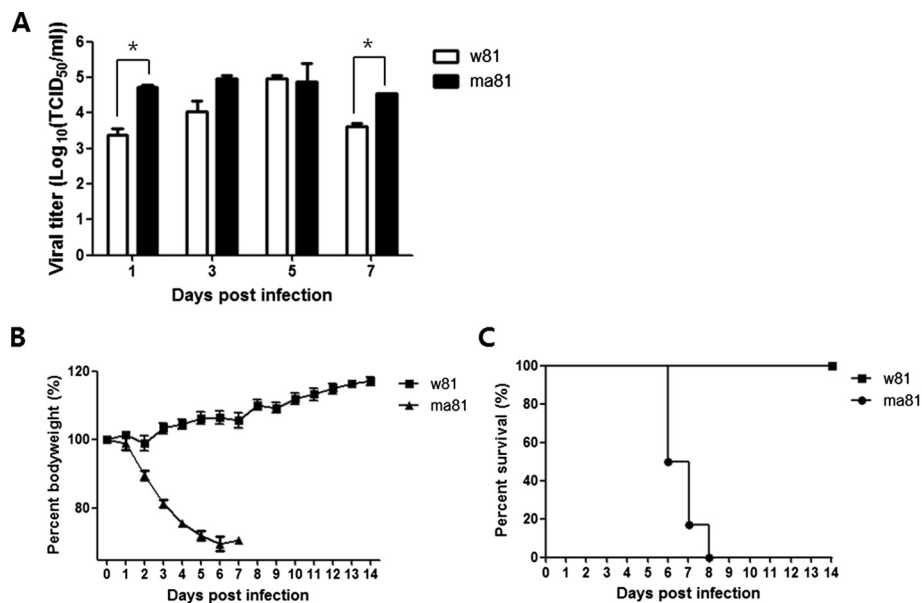 A
Viral titer (Log10(TCID50/ml))
6
5
4
3
2
1
0
*
*
1 3 5 7
Days post infection
w81
ma81
B
Percent bodyweight (%)
120
100
80
0 1 2 3 4 5 6 7 8 9 10 11 12 13 14
Days post infection
w81
ma81
C
Percent survival (%)
100
80
60
40
20
0
0 1 2 3 4 5 6 7 8 9 10 11 12 13 14
Days post infection
w81
ma81